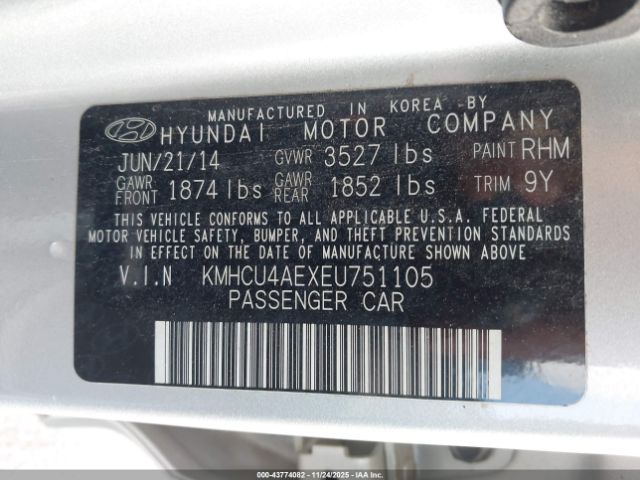 MANUFACTURED IN KOREA BY
HYUNDAI MOTOR COMPANY
JUN/21/14 GVWR 3527 lbs PAINT RHM
GAWR FRONT 1874 lbs GAWR REAR 1852 lbs TRIM 9Y
THIS VEHICLE CONFORMS TO ALL APPLICABLE U.S.A. FEDERAL
MOTOR VEHICLE SAFETY, BUMPER, AND THEFT PREVENTION STANDARDS
IN EFFECT ON THE DATE OF MANUFACTURE SHOWN ABOVE
V.I.N KMHCU4AEXEU751105
PASSENGER CAR
000-43774082 - 11/24/2025 - IAA Inc.